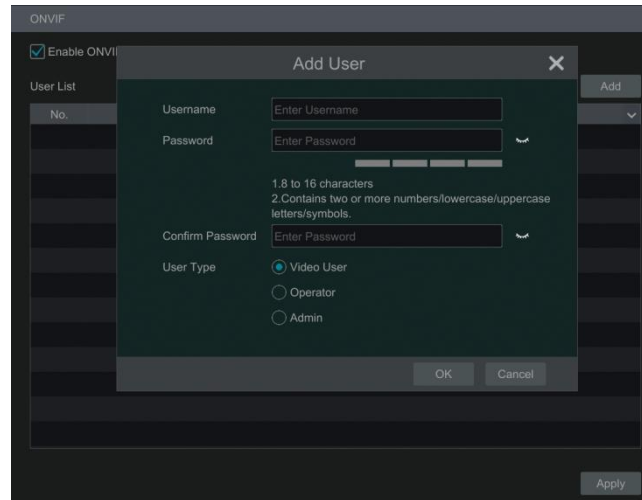 ONVIF
Enable ONVI
Add User
User List
Add
No.
Username
Enter Username
Password
Enter Password
1.8 to 16 characters
2.Contains two or more numbers/lowercase/uppercase
letters/symbols.
Confirm Password
Enter Password
User Type
Video User
Operator
Admin
OK
Cancel
Apply